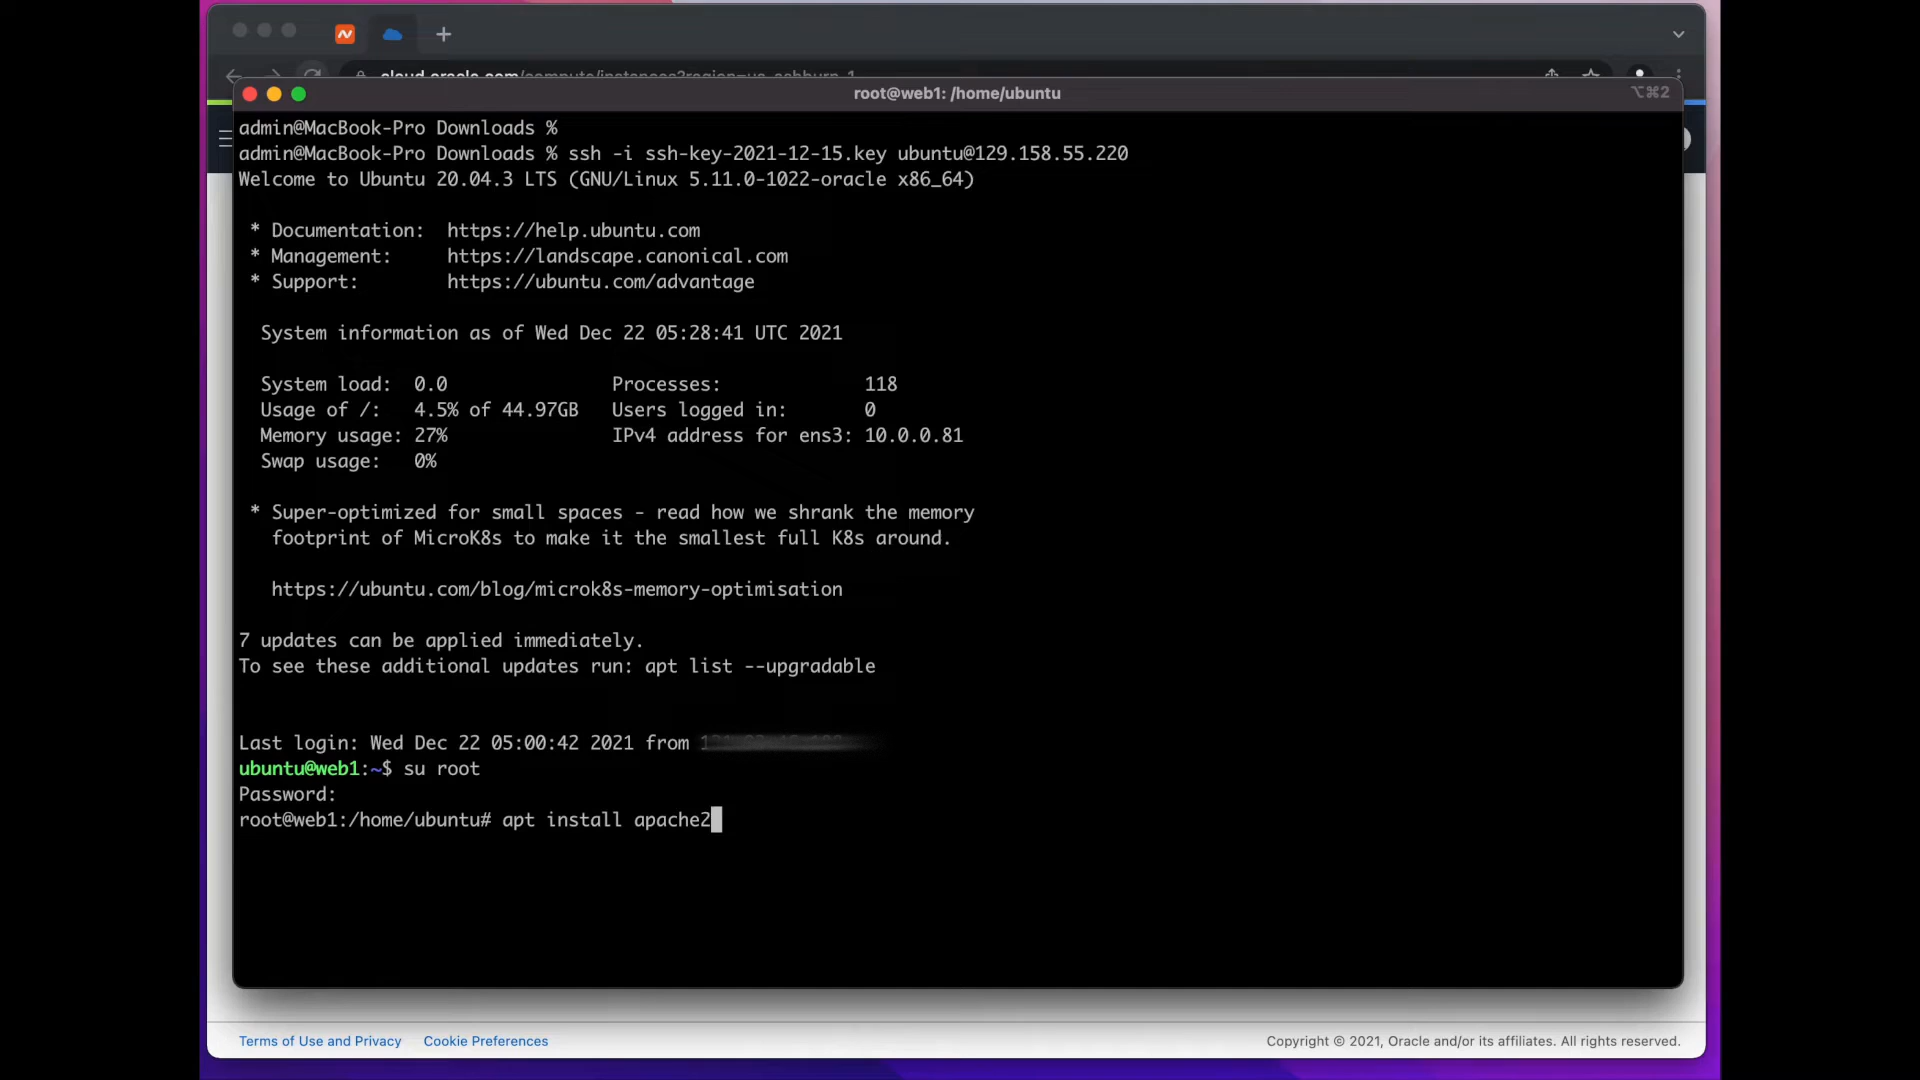 root@web1: /home/ubuntu
⌥⌘2
admin@MacBook-Pro Downloads %
admin@MacBook-Pro Downloads % ssh -i ssh-key-2021-12-15.key ubuntu@129.158.55.220
Welcome to Ubuntu 20.04.3 LTS (GNU/Linux 5.11.0-1022-oracle x86_64)
* Documentation:  https://help.ubuntu.com
* Management:     https://landscape.canonical.com
* Support:        https://ubuntu.com/advantage
System information as of Wed Dec 22 05:28:41 UTC 2021
System load:  0.0               Processes:             118
Usage of /:   4.5% of 44.97GB   Users logged in:       0
Memory usage: 27%               IPv4 address for ens3: 10.0.0.81
Swap usage:   0%
* Super-optimized for small spaces - read how we shrank the memory
footprint of MicroK8s to make it the smallest full K8s around.
https://ubuntu.com/blog/microk8s-memory-optimisation
7 updates can be applied immediately.
To see these additional updates run: apt list --upgradable
Last login: Wed Dec 22 05:00:42 2021 from
ubuntu@web1:~$ su root
Password:
root@web1:/home/ubuntu# apt install apache2
Terms of Use and Privacy   Cookie Preferences   Copyright © 2021, Oracle and/or its affiliates. All rights reserved.